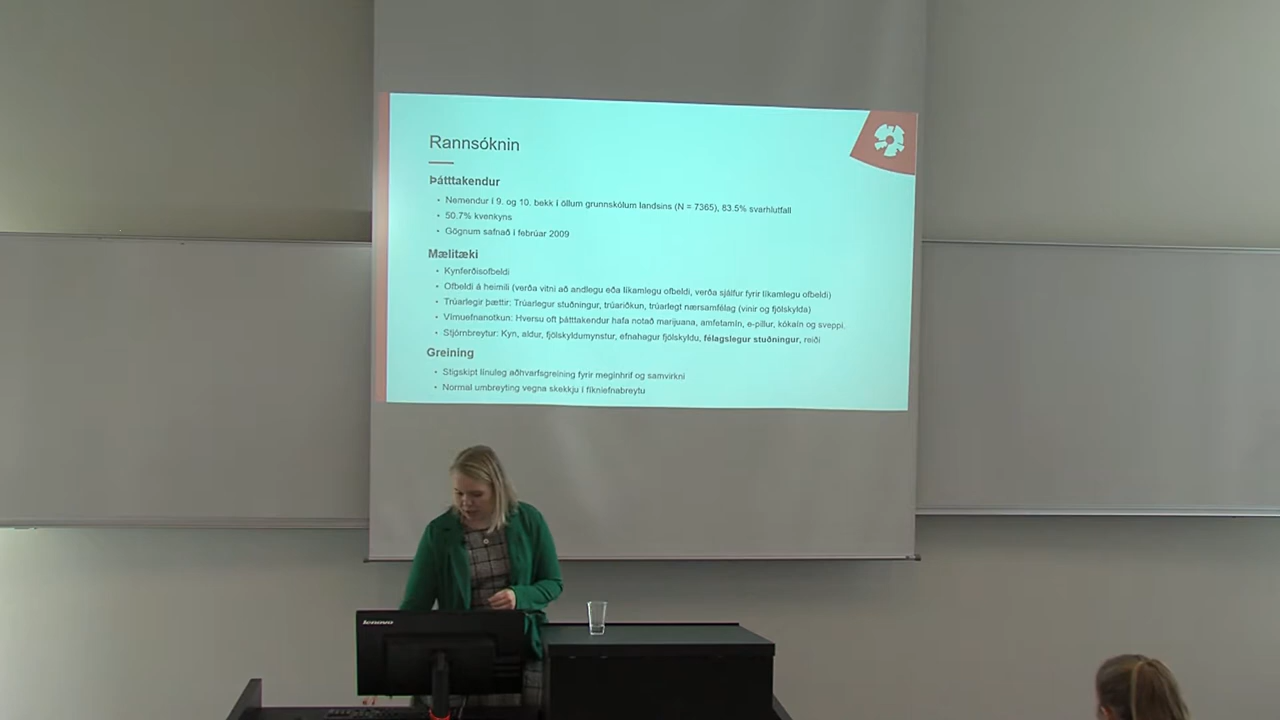 Rannsóknin
Þátttakendur
• Nemendur í 9. og 10. bekk í öllum grunnskólum landsins (N = 7365), 83.5% svarhlutfall
• 50.7% kvenkyns
• Gögnum safnað í febrúar 2009
Mælitæki
• Kynferðisofbeldi
• Ofbeldi á heimili (verða vitni að andlegu eða líkamlegu ofbeldi, verða sjálfur fyrir líkamlegu ofbeldi)
• Trúarlegir þættir: Trúarlegur stuðningur, trúariðkun, trúarlegt nærsamfélag (vinir og fjölskylda)
• Vímuefnanotkun: Hversu oft þátttakendur hafa notað marijuana, amfetamín, e-pillur, kókaín og sveppi.
• Stjórnbreytur: Kyn, aldur, fjölskyldumynstur, efnahagur fjölskyldu, félagslegur stuðningur, reiði
Greining
• Stigskipt línuleg aðhvarfsgreining fyrir meginhrif og samvirkni
• Normal umbreyting vegna skekkju í fíkniefnabreytu
lenovo